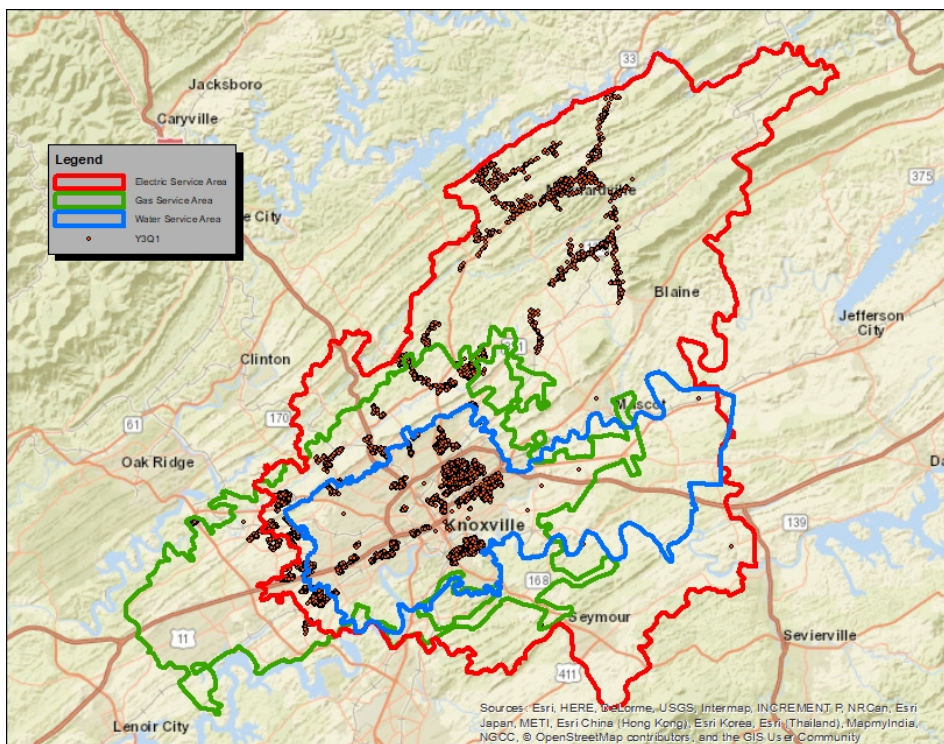 33
Jacksboro
Caryville
Legend
Electric Service Area
Gas Service Area
Water Service Area
Y3Q1
e City
375
Blaine
Jefferson
City
Clinton
Mascot
170
61
Oak Ridge
Knoxville
139
168
11
Seymour
Sevierville
411
Lenoir City
Sources: Esri, HERE, DeLorme, USGS, Intermap, INCREMENT P, NRCan, Esri
Japan, METI, Esri China (Hong Kong), Esri Korea, Esri (Thailand), MapmyIndia,
NGCC, © OpenStreetMap contributors, and the GIS User Community